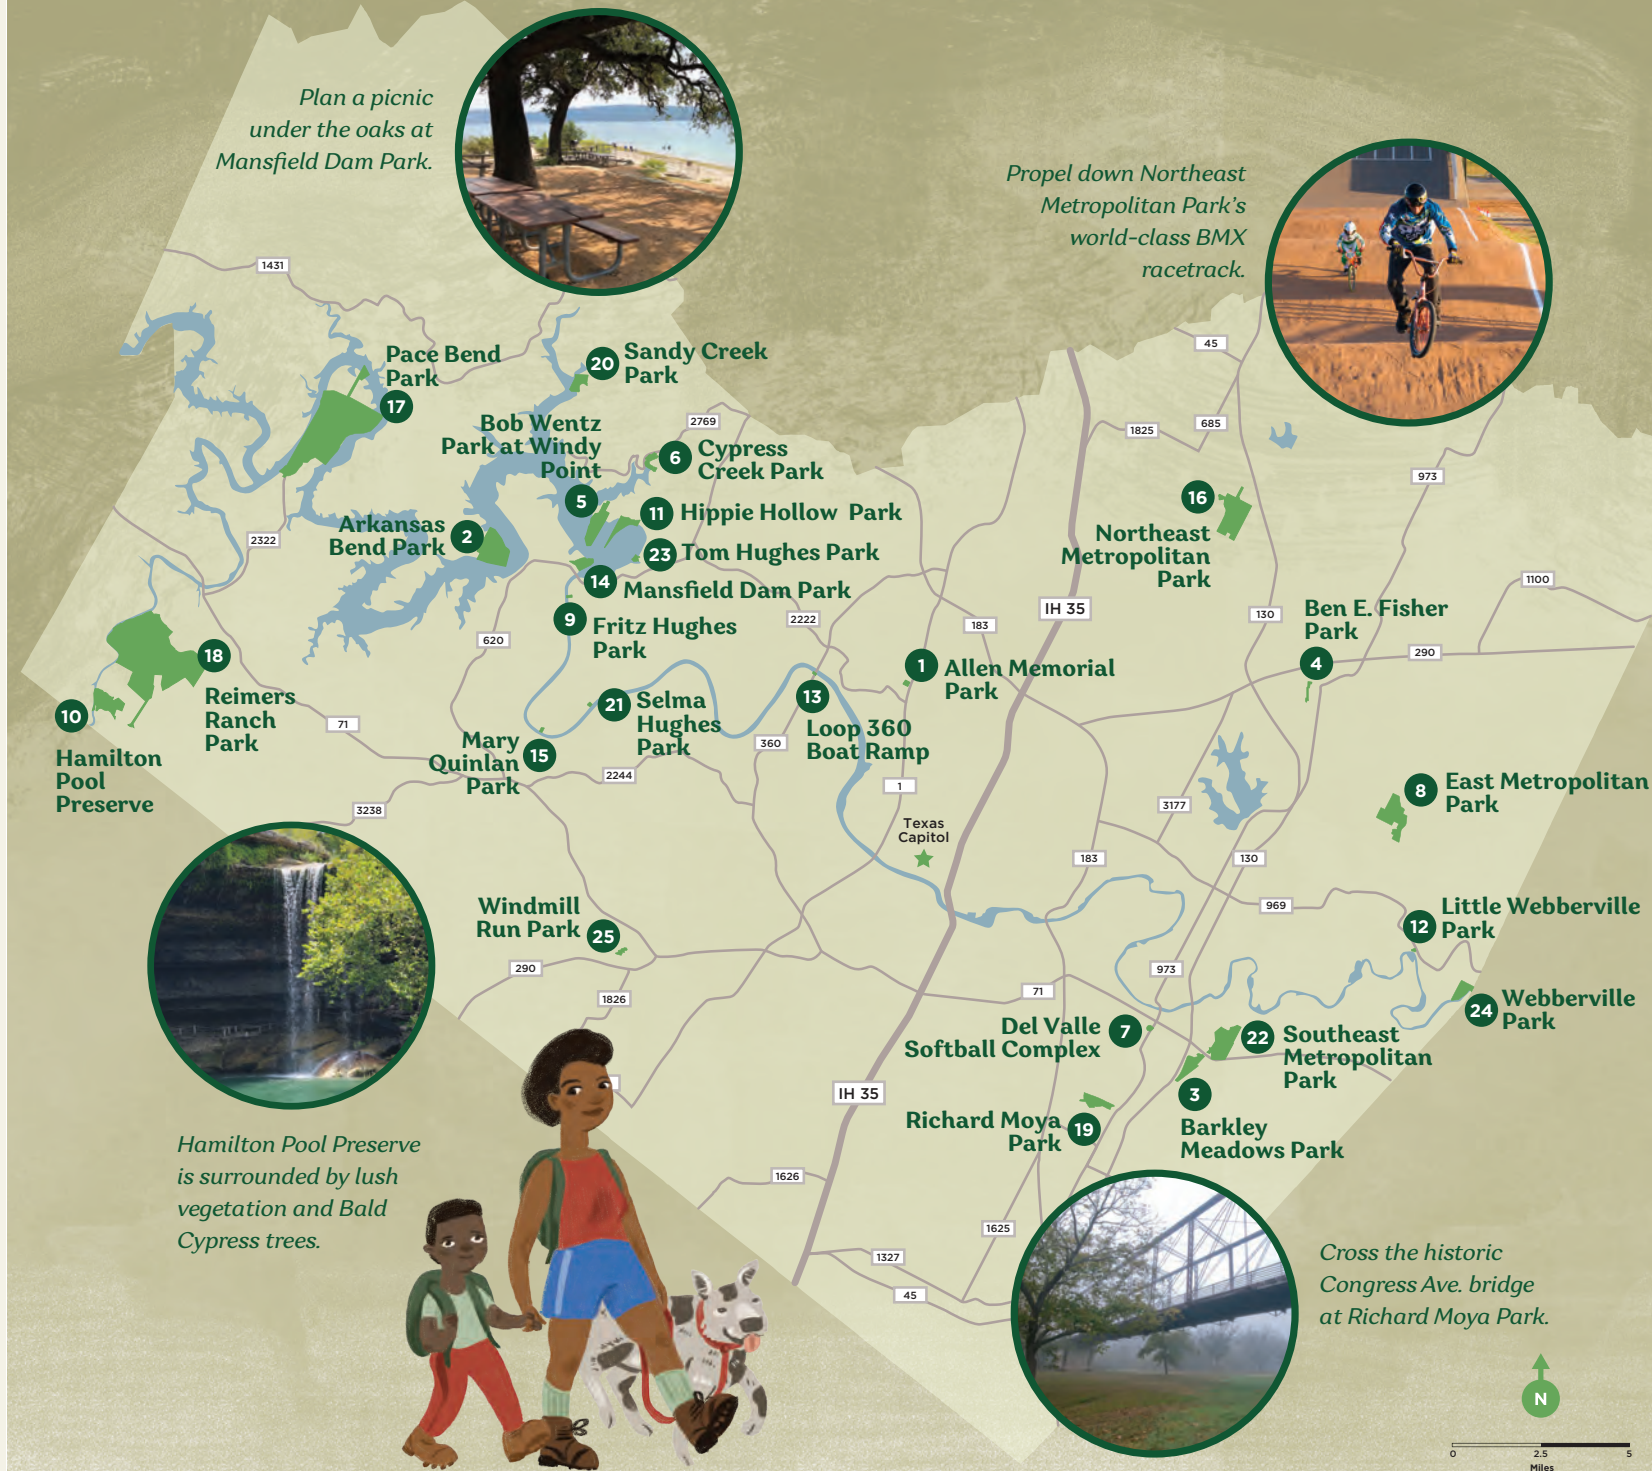 Plan a picnic
under the oaks at
Mansfield Dam Park.
Propel down Northeast
Metropolitan Park's
world-class BMX
racetrack.
1431
45
Pace Bend
Park
17
20
Sandy Creek
Park
2769
1825
685
Bob Wentz
Park at Windy
Point
5
6
Cypress
Creek Park
973
16
Northeast
Metropolitan
Park
11
Hippie Hollow Park
Arkansas
Bend Park
2
2322
23
Tom Hughes Park
14
Mansfield Dam Park
1100
9
Fritz Hughes
Park
2222
183
IH 35
130
Ben E. Fisher
Park
4
290
620
18
Reimers
Ranch
Park
1
Allen Memorial
Park
10
Hamilton
Pool
Preserve
71
21
Selma
Hughes
Park
13
Loop 360
Boat Ramp
Mary
Quinlan
Park
15
360
2244
1
3238
3177
8
East Metropolitan
Park
Texas
Capitol
183
130
Windmill
Run Park
25
969
Little Webberville
Park
12
290
1826
973
71
24
Webberville
Park
Del Valle
Softball Complex
7
22
Southeast
Metropolitan
Park
IH 35
3
Barkley
Meadows Park
Richard Moya
Park
19
Hamilton Pool Preserve
is surrounded by lush
vegetation and Bald
Cypress trees.
1626
1625
1327
45
Cross the historic
Congress Ave. bridge
at Richard Moya Park.
N
0 2.5 5
Miles